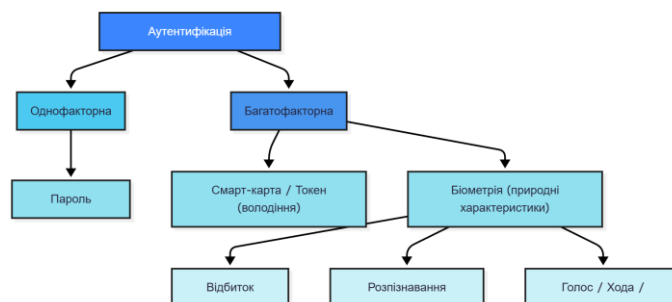 Аутентифікація
Однофакторна
Багатофакторна
Пароль
Смарт-карта / Токен
(володіння)
Біометрія (природні
характеристики)
Відбиток
Розпізнавання
Голос / Хода /